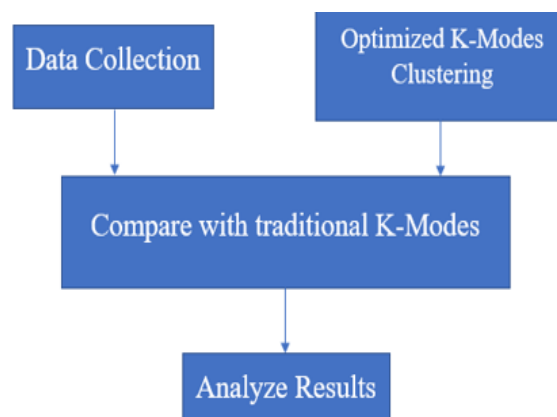 Data Collection
Optimized K-Modes
Clustering
Compare with traditional K-Modes
Analyze Results